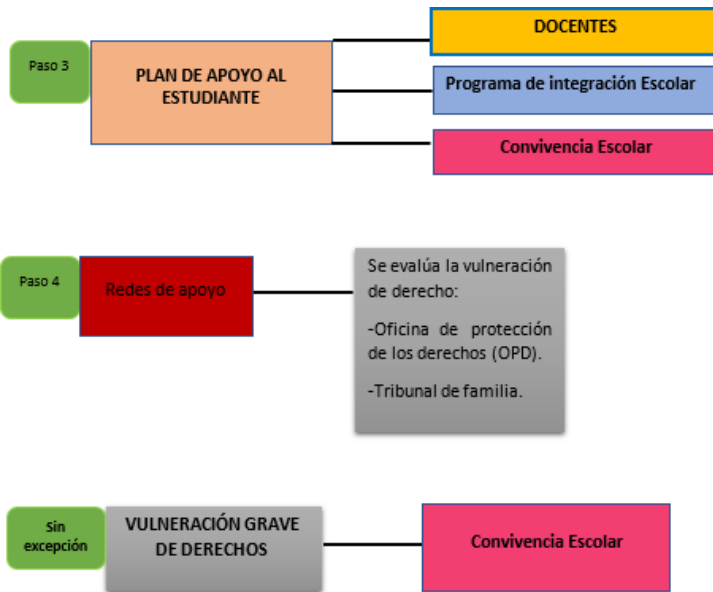 Paso 3
PLAN DE APOYO AL
ESTUDIANTE
DOCENTES
Programa de integración Escolar
Convivencia Escolar
Paso 4
Redes de apoyo
Se evalúa la vulneración
de derecho:
-Oficina de protección
de los derechos (OPD).
-Tribunal de familia.
Sin
excepción
VULNERACIÓN GRAVE
DE DERECHOS
Convivencia Escolar